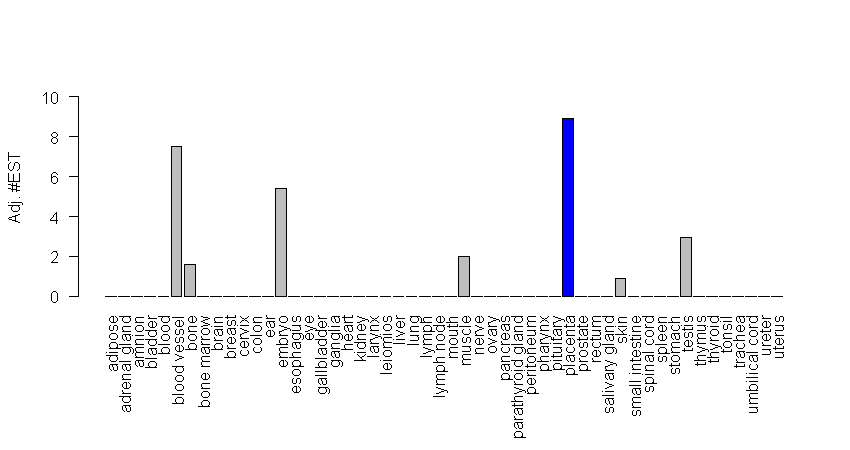 Adj. #EST
10
8
6
4
2
0
adipose
adrenal gland
amnion
bladder
blood
blood vessel
bone
bone marrow
brain
breast
cervix
colon
ear
embryo
esophagus
eye
gallbladder
ganglia
heart
kidney
larynx
leiomios
liver
lung
lymph
lymph node
mouth
muscle
nerve
ovary
pancreas
parathyroid gland
peritoneum
pharynx
pituitary
placenta
prostate
rectum
salivary gland
skin
small intestine
spinal cord
spleen
stomach
testis
thymus
thyroid
tonsil
trachea
umbilical cord
ureter
uterus